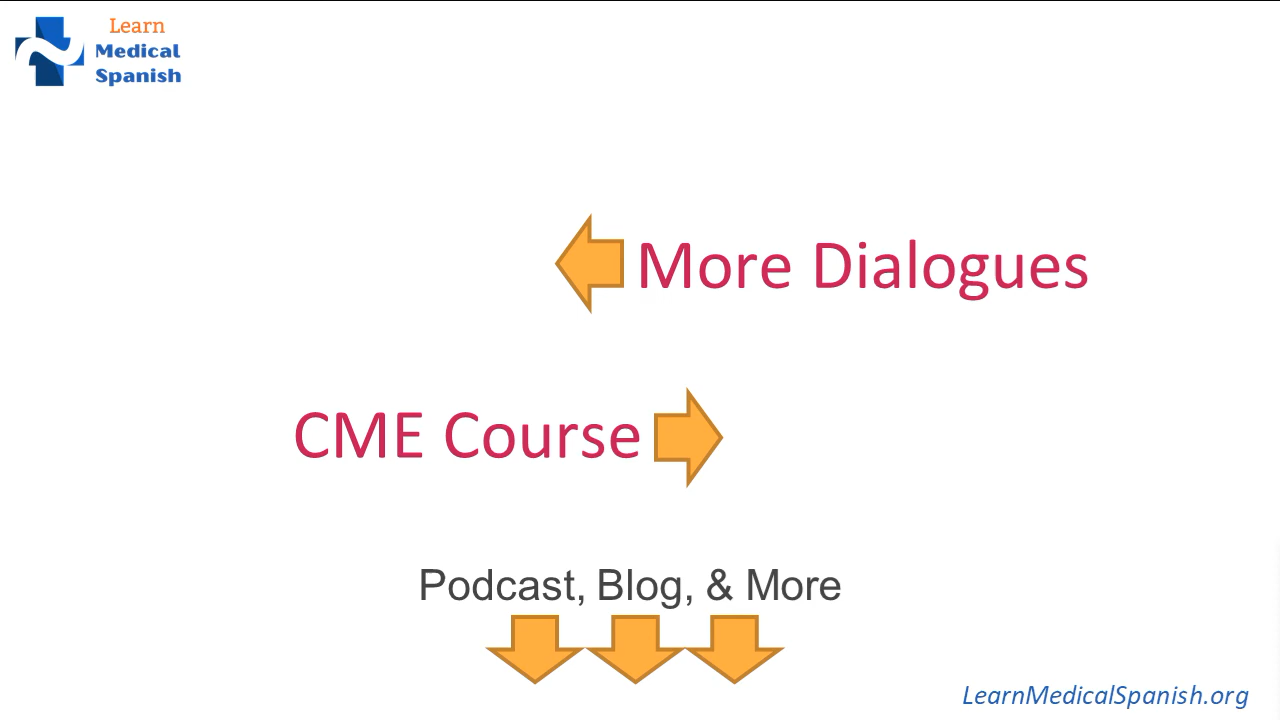 Learn
Medical
Spanish
More Dialogues
CME Course
Podcast, Blog, & More
LearnMedicalSpanish.org